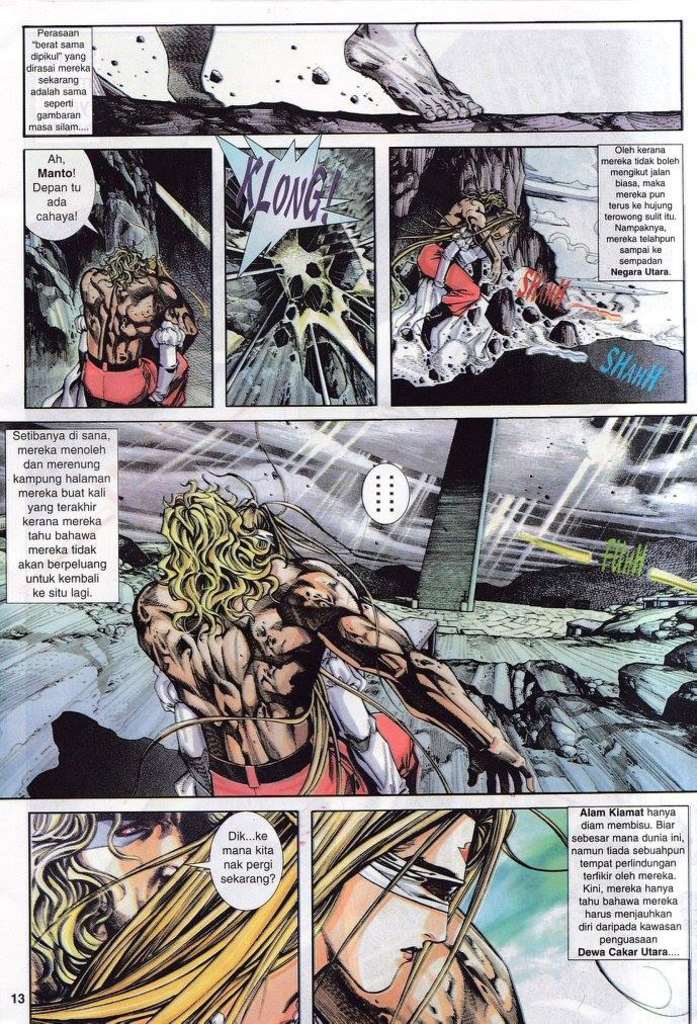 Perasaan
"berat sama
dipikul" yang
dirasai mereka
sekarang
adalah sama
seperti
gambaran
masa silam....
Ah,
Manto!
Depan tu
ada
cahaya!
KLONG!
Oleh kerana
mereka tidak boleh
mengikut jalan
biasa, maka
mereka pun
terus ke hujung
terowong sulit itu.
Nampaknya,
mereka telahpun
sampai ke
sempadan
Negara Utara.
SHAHH
SHAHH
Setibanya di sana,
mereka menoleh
dan merenung
kampung halaman
mereka buat kali
yang terakhir
kerana mereka
tahu bahawa
mereka tidak
akan berpeluang
untuk kembali
ke situ lagi.
FUHH
Dik...ke
mana kita
nak pergi
sekarang?
Alam Kiamat hanya
diam membisu. Biar
sebesar mana dunia ini,
namun tiada sebuahpun
tempat perlindungan
terfikir oleh mereka.
Kini, mereka hanya
tahu bahawa mereka
harus menjauhkan
diri daripada kawasan
penguasaan
Dewa Cakar Utara....
13